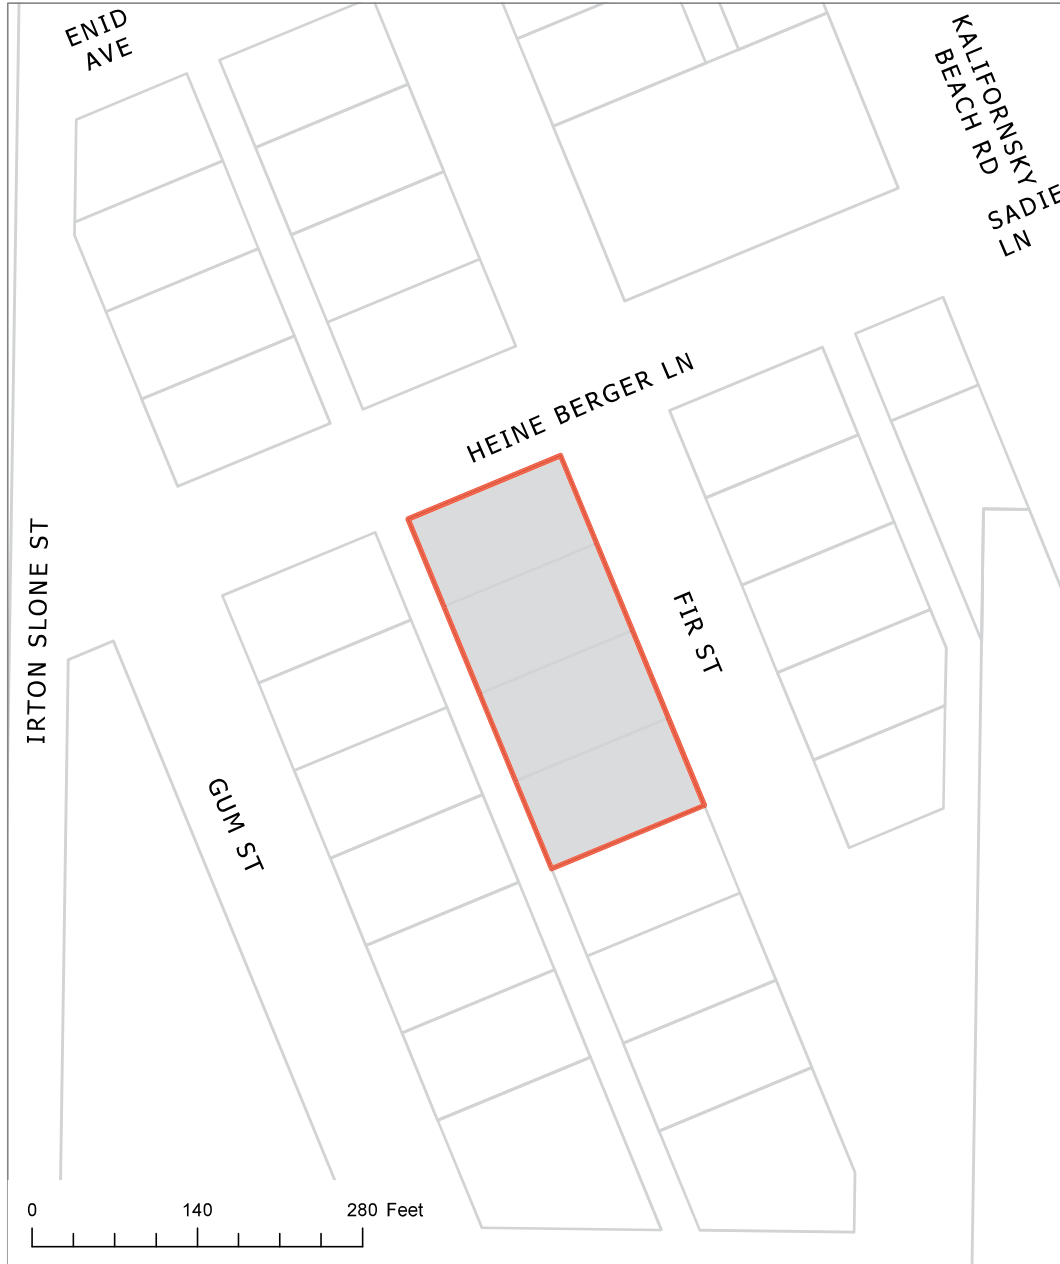 ENID
AVE
KALIFORNSKY
BEACH RD
SADIE
LN
HEINE BERGER LN
IRTON SLONE ST
FIR ST
GUM ST
0 140 280 Feet